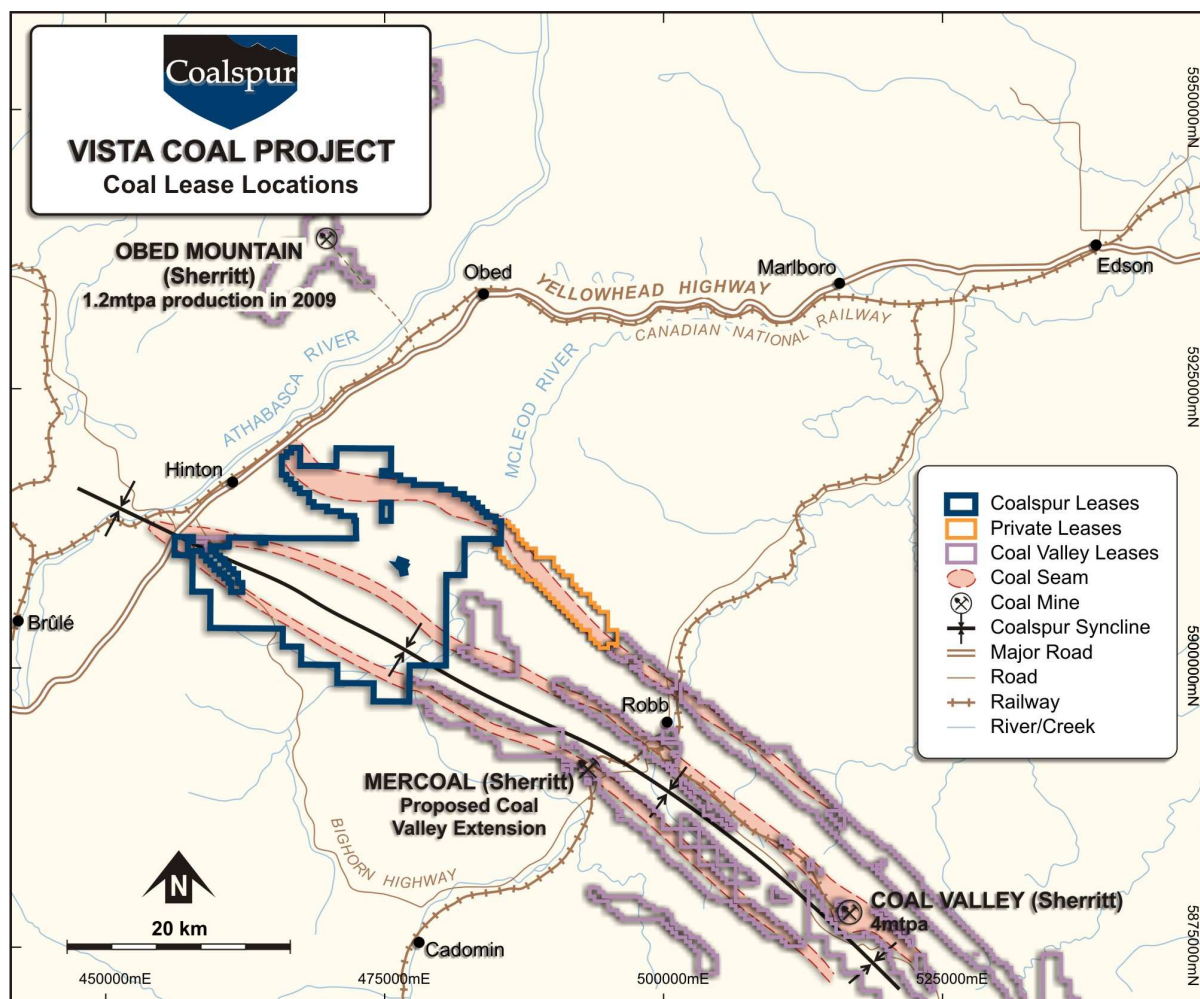 Coalspur
VISTA COAL PROJECT
Coal Lease Locations
OBED MOUNTAIN
(Sherritt)
1.2mtpa production in 2009
Obed
YELLOWHEAD HIGHWAY
CANADIAN NATIONAL RAILWAY
Marlboro
Edson
ATHABASCA RIVER
MCLEOD RIVER
Hinton
Brûlé
Robb
MERCOAL (Sherritt)
Proposed Coal
Valley Extension
BIGHORN HIGHWAY
COAL VALLEY (Sherritt)
4mtpa
Cadomin
N
20 km
Coalspur Leases
Private Leases
Coal Valley Leases
Coal Seam
Coal Mine
Coalspur Syncline
Major Road
Road
Railway
River/Creek
5950000mN
5925000mN
5900000mN
5875000mN
450000mE
475000mE
500000mE
525000mE